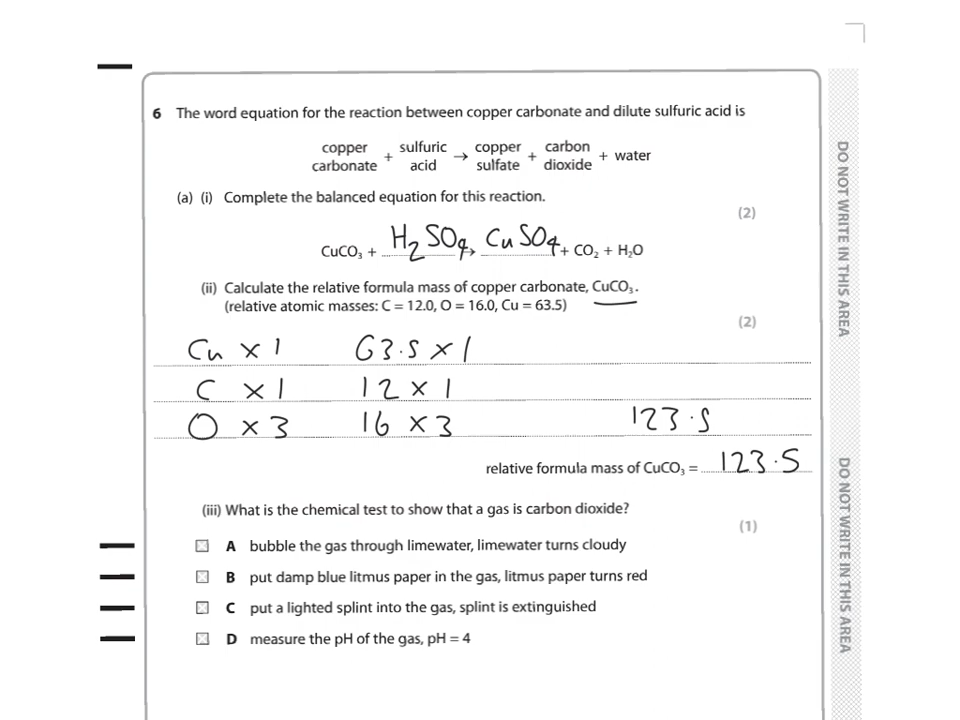 6 The word equation for the reaction between copper carbonate and dilute sulfuric acid is
copper carbonate + sulfuric acid → copper sulfate + carbon dioxide + water
(a) (i) Complete the balanced equation for this reaction.
(2)
CuCO₃ + H₂SO₄ → CuSO₄ + CO₂ + H₂O
(ii) Calculate the relative formula mass of copper carbonate, CuCO₃.
(relative atomic masses: C = 12.0, O = 16.0, Cu = 63.5)
(2)
Cu × 1 63.5 × 1
C × 1 12 × 1
O × 3 16 × 3 123.5
relative formula mass of CuCO₃ = 123.5
(iii) What is the chemical test to show that a gas is carbon dioxide?
(1)
A bubble the gas through limewater, limewater turns cloudy
B put damp blue litmus paper in the gas, litmus paper turns red
C put a lighted splint into the gas, splint is extinguished
D measure the pH of the gas, pH = 4
DO NOT WRITE IN THIS AREA
DO NOT WRITE IN THIS AREA